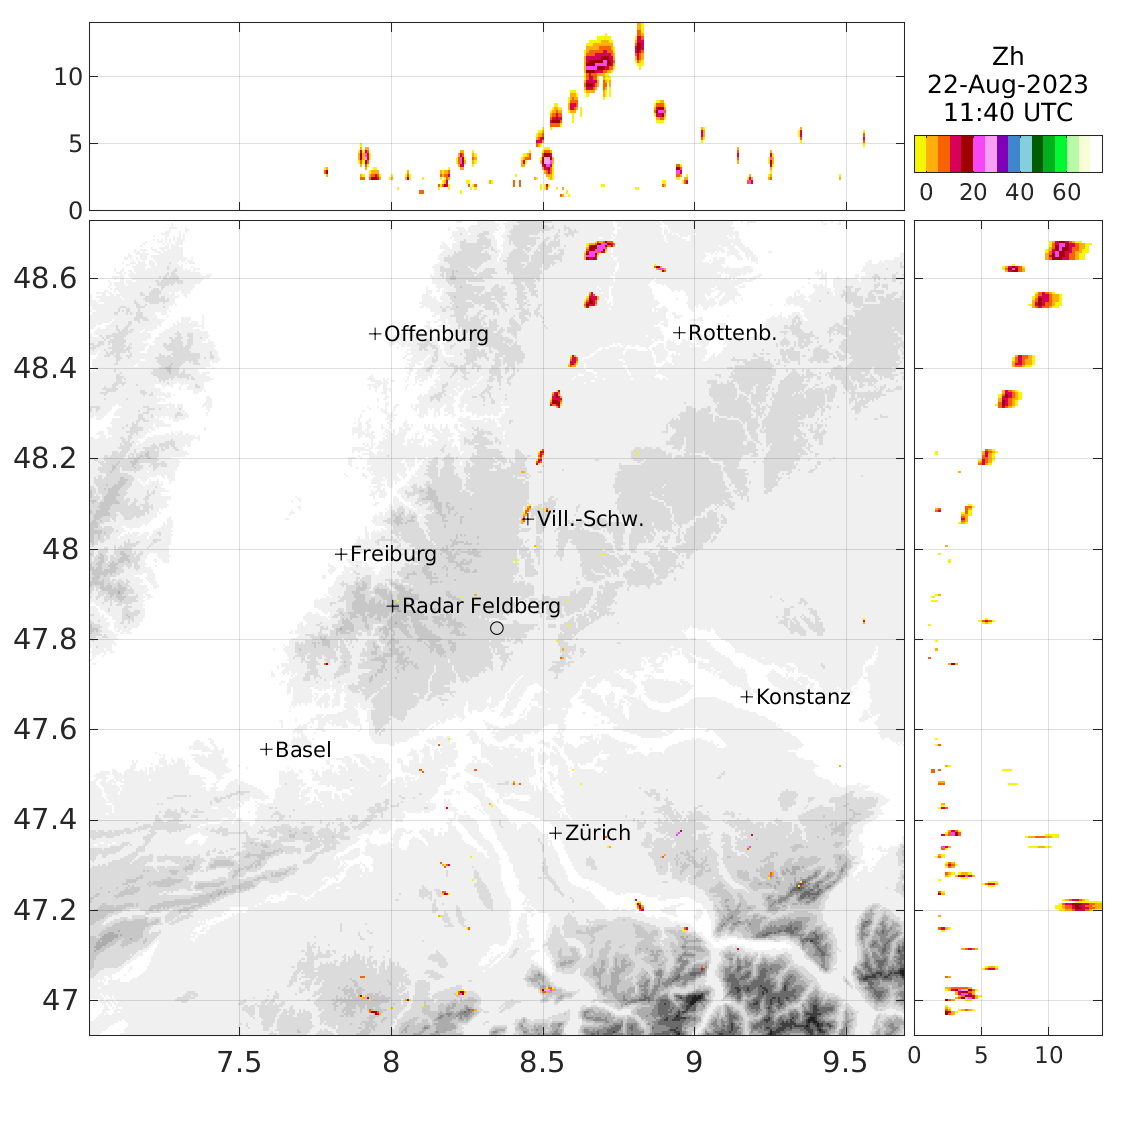 10
5
0
Zh
22-Aug-2023
11:40 UTC
0 20 40 60
48.6
48.4
48.2
48
47.8
47.6
47.4
47.2
47
Offenburg
Rottenb.
Vill.-Schw.
Freiburg
Radar Feldberg
Konstanz
Basel
Zürich
7.5 8 8.5 9 9.5
0 5 10